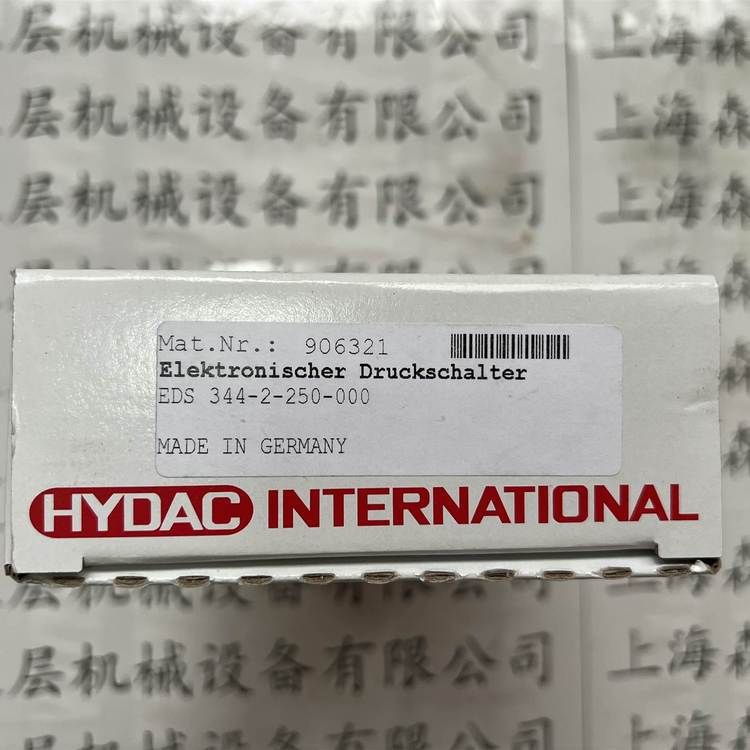 层机械设备有限公司 上海森
层机械设备有限公司 上海森
层机械设备有限公司 上海森
Mat.Nr.: 906321
Elektronischer Druckschalter
EDS 344-2-250-000
MADE IN GERMANY
HYDAC INTERNATIONAL
层机械设备有限公司 上海森
层机械设备有限公司 上海森